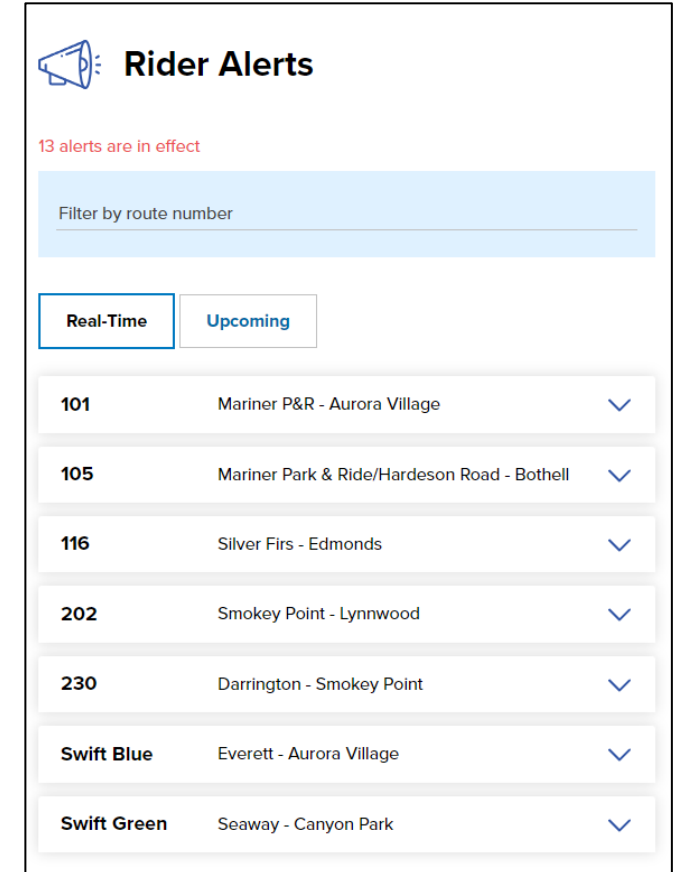 Rider Alerts
13 alerts are in effect
Filter by route number
Real-Time Upcoming
101 Mariner P&R - Aurora Village
105 Mariner Park & Ride/Hardeson Road - Bothell
116 Silver Firs - Edmonds
202 Smokey Point - Lynnwood
230 Darrington - Smokey Point
Swift Blue Everett - Aurora Village
Swift Green Seaway - Canyon Park